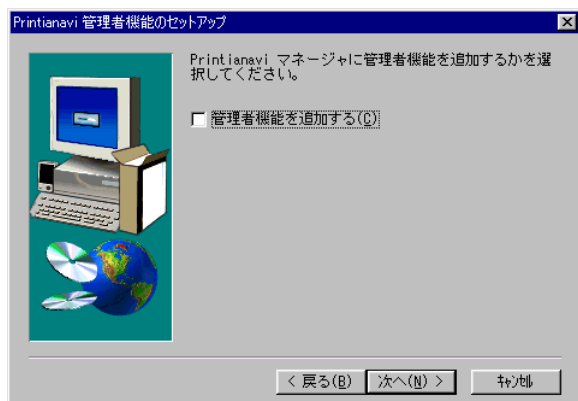 Printianavi 管理者機能のセットアップ
Printianavi マネージャに管理者機能を追加するかを選
択してください。
管理者機能を追加する(C)
< 戻る(B)
次へ(N) >
キャンセル